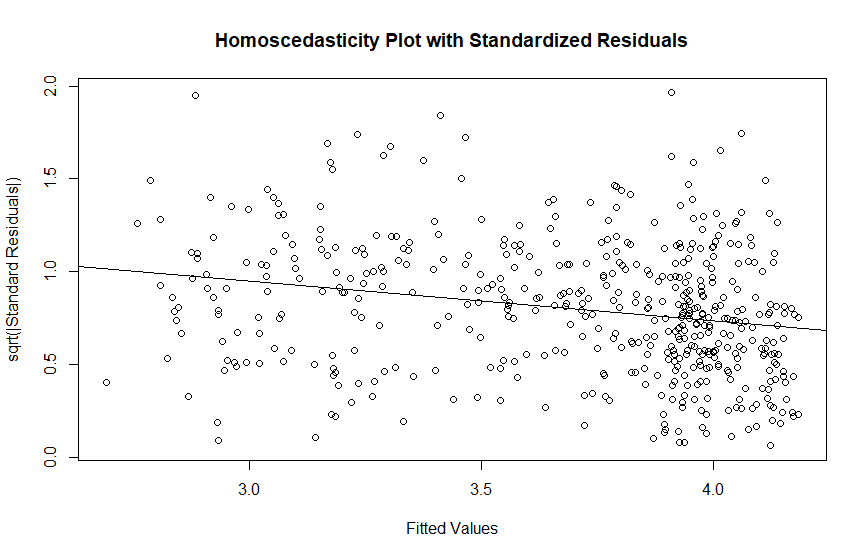 Homoscedasticity Plot with Standardized Residuals
sqrt(|Standard Residuals|)
2.0
1.5
1.0
0.5
0.0
3.0 3.5 4.0
Fitted Values